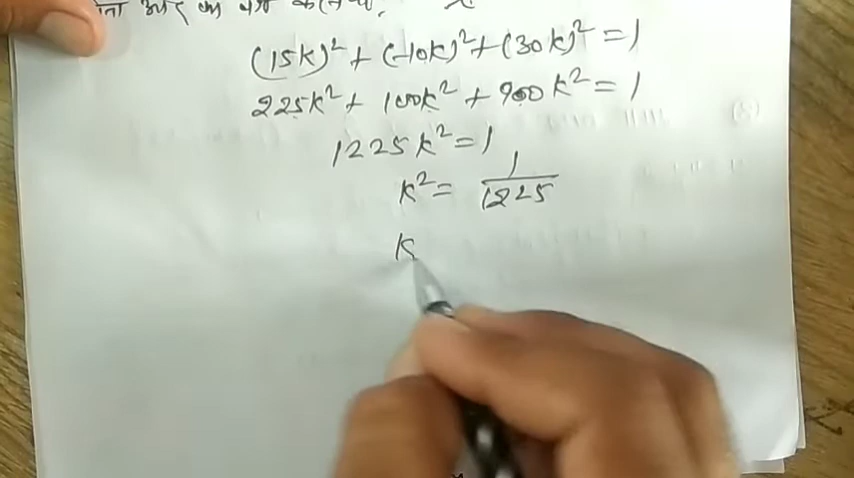 (15k)² + (-10k)² + (30k)² = 1
225k² + 100k² + 900k² = 1
1225k² = 1
k² = 1/1225
k